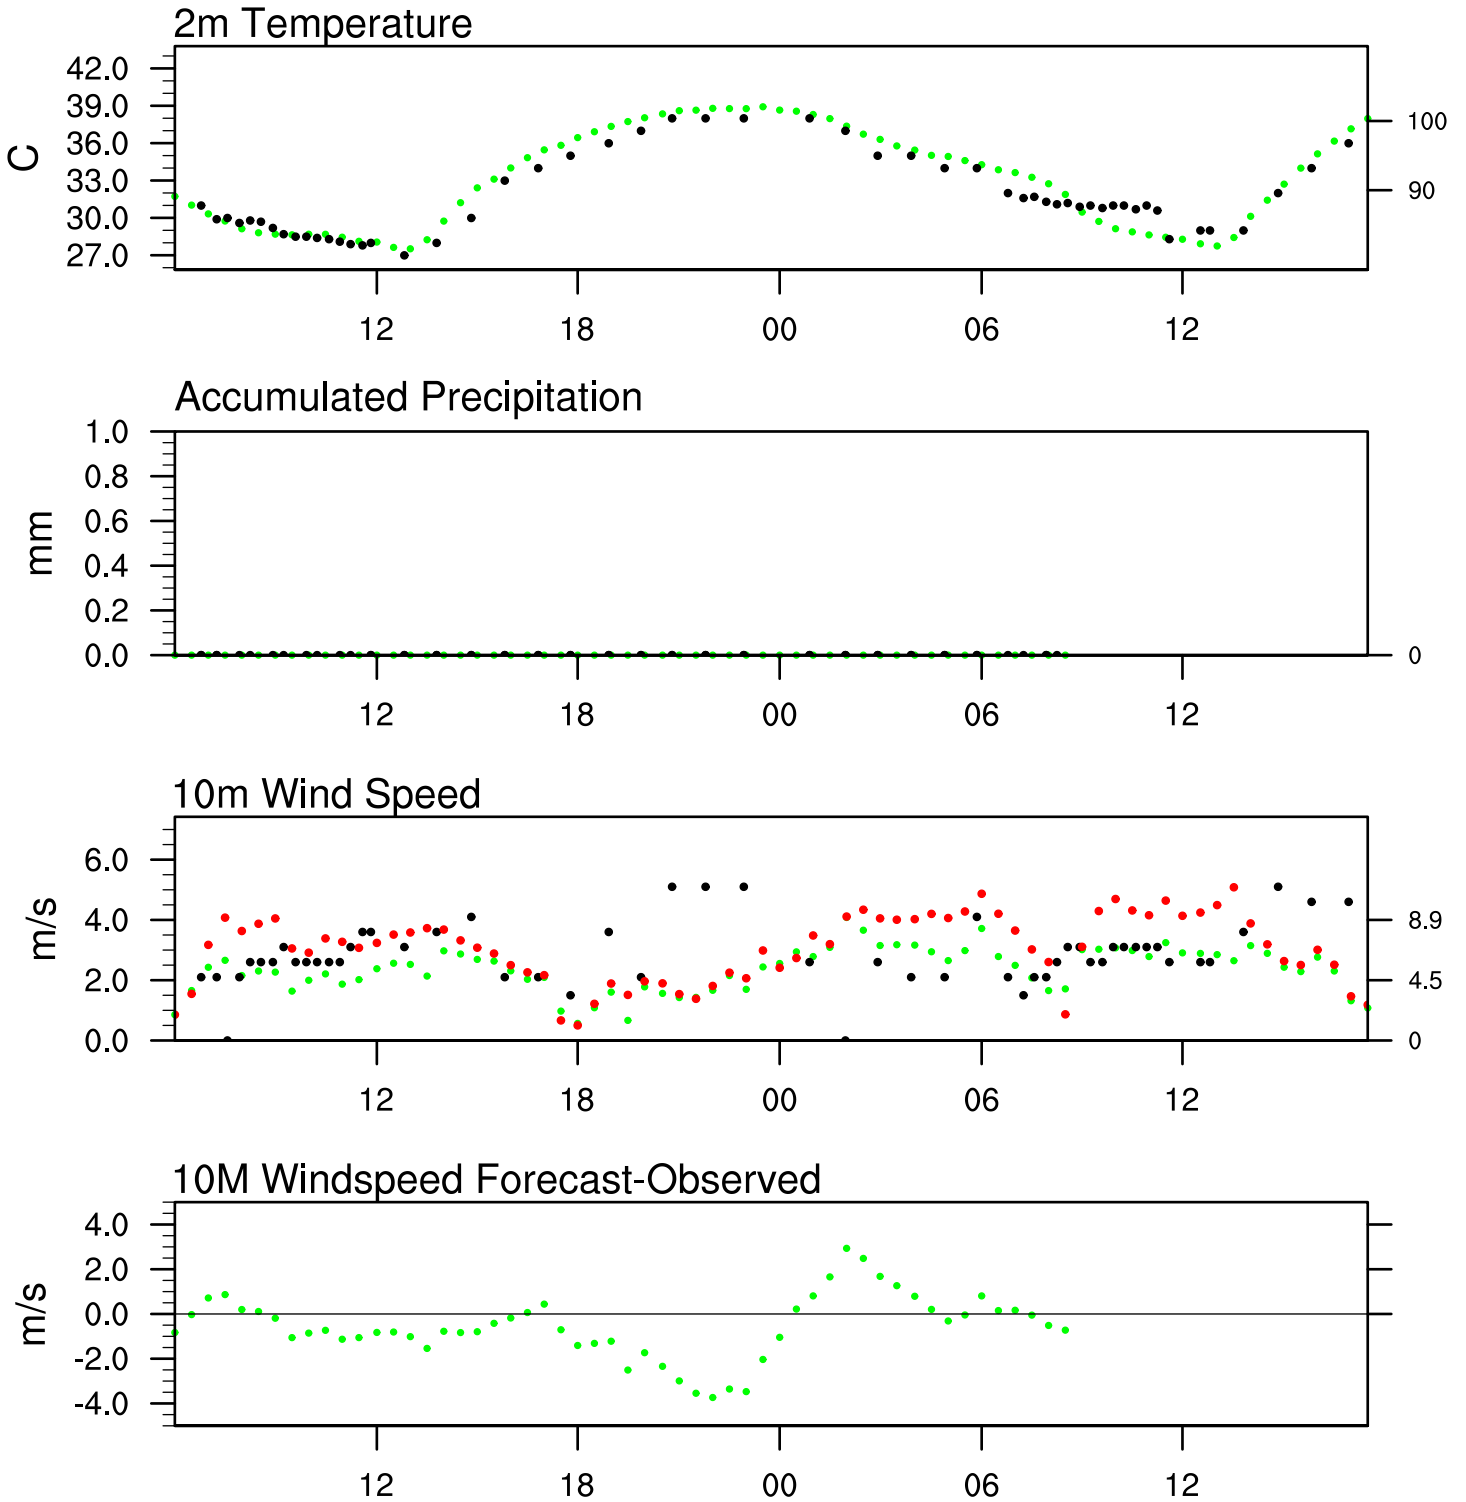 2m Temperature
42.0
39.0
36.0
33.0
30.0
27.0
C
100
90
12 18 00 06 12
Accumulated Precipitation
1.0
0.8
0.6
0.4
0.2
0.0
mm
0
12 18 00 06 12
10m Wind Speed
6.0
4.0
2.0
0.0
m/s
8.9
4.5
0
12 18 00 06 12
10M Windspeed Forecast-Observed
4.0
2.0
0.0
-2.0
-4.0
m/s
12 18 00 06 12